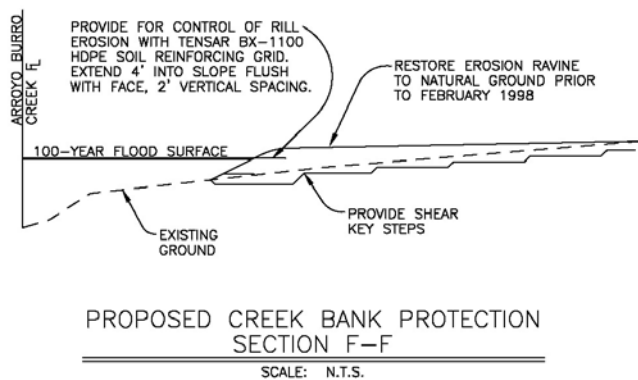 ARROYO BURRO
CREEK ℄
PROVIDE FOR CONTROL OF RILL
EROSION WITH TENSAR BX-1100
HDPE SOIL REINFORCING GRID.
EXTEND 4' INTO SLOPE FLUSH
WITH FACE, 2' VERTICAL SPACING.
RESTORE EROSION RAVINE
TO NATURAL GROUND PRIOR
TO FEBRUARY 1998
100-YEAR FLOOD SURFACE
EXISTING
GROUND
PROVIDE SHEAR
KEY STEPS
PROPOSED CREEK BANK PROTECTION
SECTION F-F
SCALE: N.T.S.